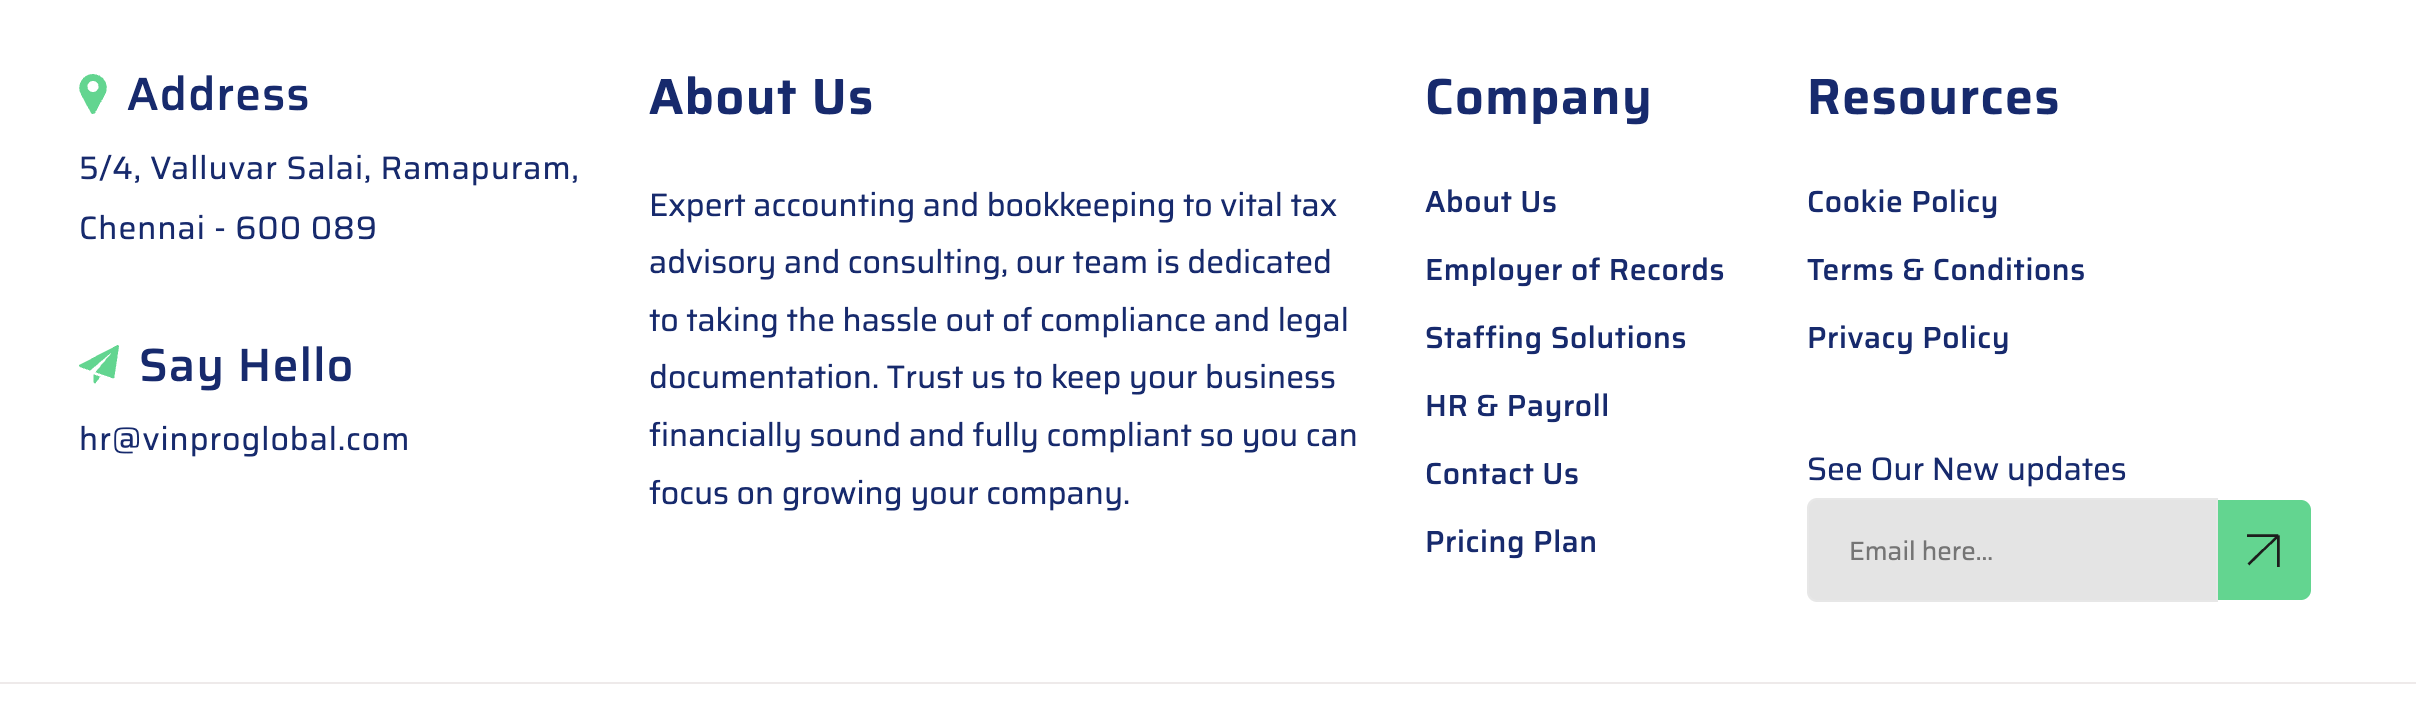 Address
5/4, Valluvar Salai, Ramapuram,
Chennai - 600 089
Say Hello
hr@vinproglobal.com
About Us
Expert accounting and bookkeeping to vital tax
advisory and consulting, our team is dedicated
to taking the hassle out of compliance and legal
documentation. Trust us to keep your business
financially sound and fully compliant so you can
focus on growing your company.
Company
About Us
Employer of Records
Staffing Solutions
HR & Payroll
Contact Us
Pricing Plan
Resources
Cookie Policy
Terms & Conditions
Privacy Policy
See Our New updates
Email here...